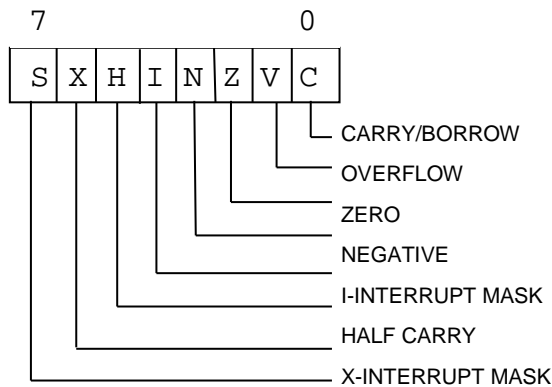 7 0
S X H I N Z V C
CARRY/BORROW
OVERFLOW
ZERO
NEGATIVE
I-INTERRUPT MASK
HALF CARRY
X-INTERRUPT MASK